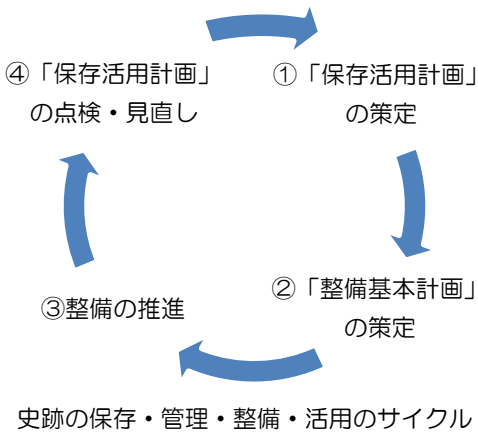 ④「保存活用計画」
の点検・見直し
①「保存活用計画」
の策定
②「整備基本計画」
の策定
③整備の推進
史跡の保存・管理・整備・活用のサイクル